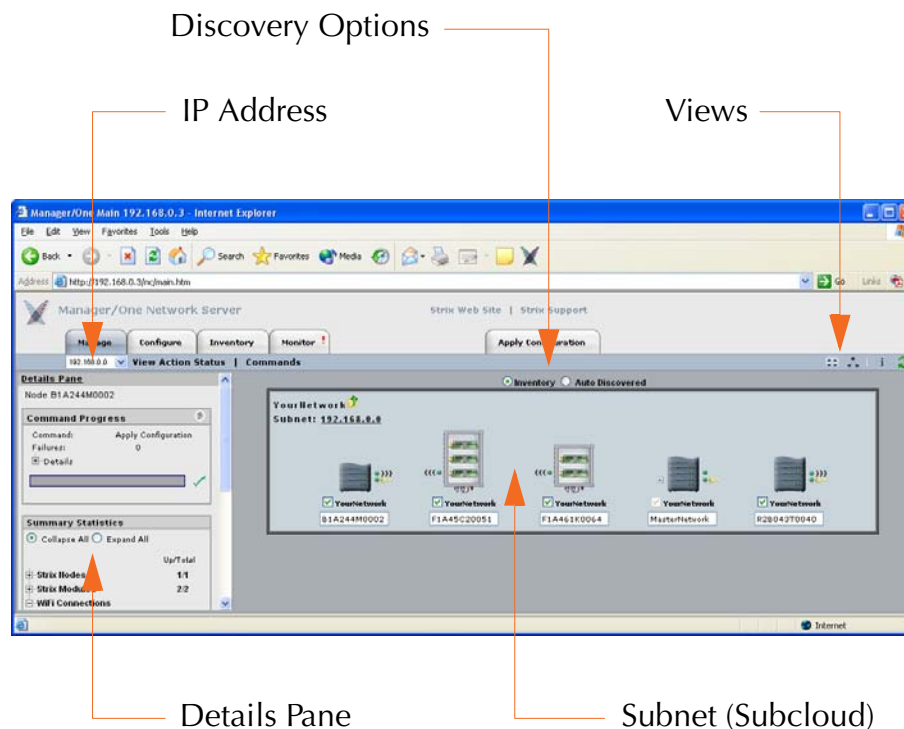 Discovery Options
IP Address
Views
Manager/One Main 192.168.0.3 - Internet Explorer
File Edit View Favorites Tools Help
Back Search Favorites Media
Address http://192.168.0.3/nc/main.htm Go Links
Manager/One Network Server Strix Web Site | Strix Support
Manage Configure Inventory Monitor ! Apply Configuration
192.168.0.0 View Action Status | Commands
Details Pane Inventory Auto Discovered
Node B1A244M0002
YourNetwork
Subnet: 192.168.0.0
Command Progress
Command: Apply Configuration
Failures: 0
Details
YourNetwork YourNetwork YourNetwork YourNetwork YourNetwork
B1A244M0002 F1A45C20051 F1A461K0064 MasterNetwork R2B043T0040
Summary Statistics
Collapse All Expand All
Up/Total
Strix Nodes 1/1
Strix Modules 2/2
WiFi Connections
Internet
Details Pane
Subnet (Subcloud)